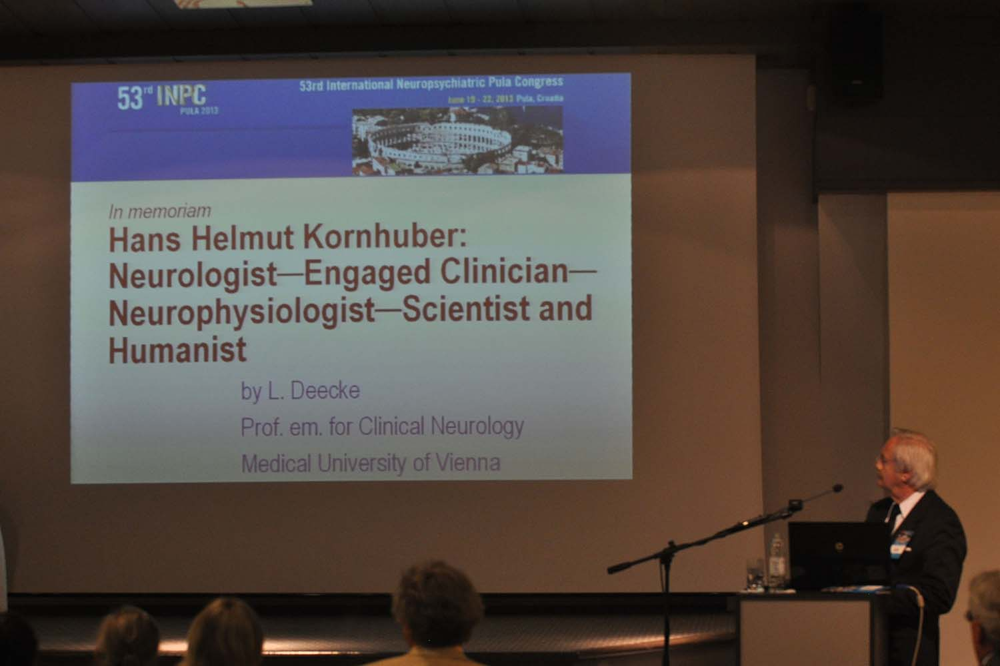 53rd INPC
PULA 2013
53rd International Neuropsychiatric Pula Congress
June 19 - 22, 2013 Pula, Croatia
In memoriam
Hans Helmut Kornhuber:
Neurologist—Engaged Clinician—
Neurophysiologist—Scientist and
Humanist
by L. Deecke
Prof. em. for Clinical Neurology
Medical University of Vienna